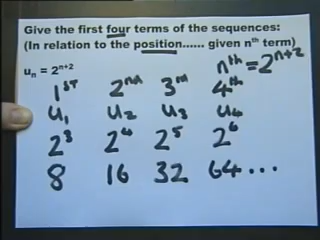 Give the first four terms of the sequences:
(In relation to the position...... given nth term)
uₙ = 2ⁿ⁺²
nᵗʰ = 2ⁿ⁺²
1ˢᵀ 2ⁿᵈ 3ʳᵈ 4ᵗʰ
u₁ u₂ u₃ u₄
2³ 2⁴ 2⁵ 2⁶
8 16 32 64 ...